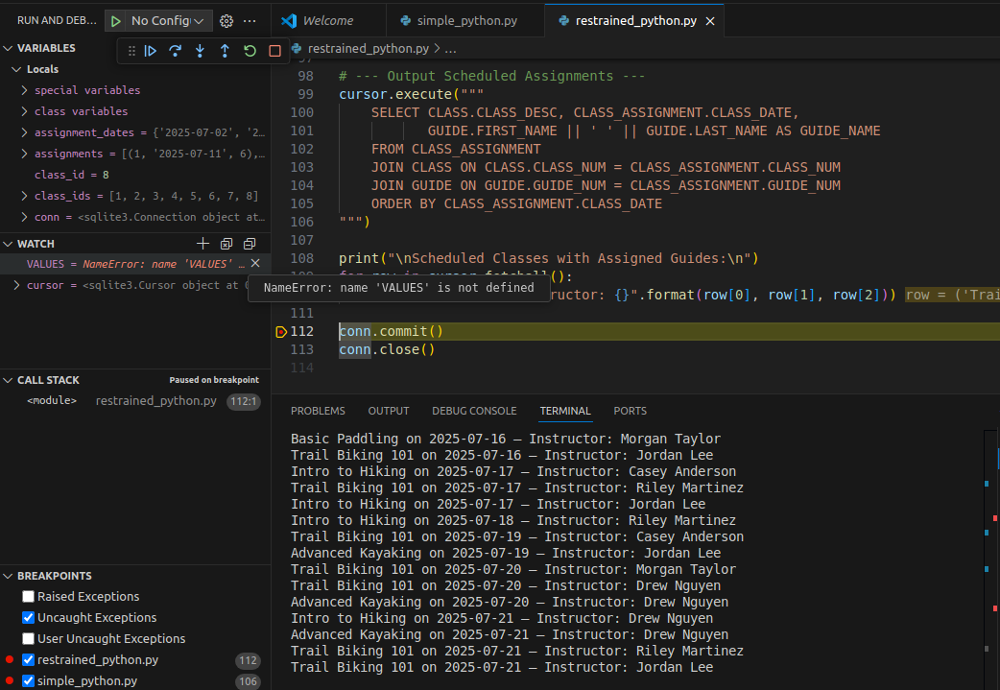 RUN AND DEB… No Config
Welcome
simple_python.py
restrained_python.py
restrained_python.py > …
VARIABLES
Locals
special variables
class variables
assignment_dates = {'2025-07-02', '2…
assignments = [(1, '2025-07-11', 6),…
class_id = 8
class_ids = [1, 2, 3, 4, 5, 6, 7, 8]
conn = <sqlite3.Connection object at…
WATCH
VALUES = NameError: name 'VALUES' …
cursor = <sqlite3.Cursor object at
NameError: name 'VALUES' is not defined
CALL STACK Paused on breakpoint
<module> restrained_python.py 112:1
BREAKPOINTS
Raised Exceptions
Uncaught Exceptions
User Uncaught Exceptions
restrained_python.py 112
simple_python.py 106
98 # --- Output Scheduled Assignments ---
99 cursor.execute("""
100 SELECT CLASS.CLASS_DESC, CLASS_ASSIGNMENT.CLASS_DATE,
101 GUIDE.FIRST_NAME || ' ' || GUIDE.LAST_NAME AS GUIDE_NAME
102 FROM CLASS_ASSIGNMENT
103 JOIN CLASS ON CLASS.CLASS_NUM = CLASS_ASSIGNMENT.CLASS_NUM
104 JOIN GUIDE ON GUIDE.GUIDE_NUM = CLASS_ASSIGNMENT.GUIDE_NUM
105 ORDER BY CLASS_ASSIGNMENT.CLASS_DATE
106 """)
107
108 print("\nScheduled Classes with Assigned Guides:\n")
():
ructor: {}".format(row[0], row[1], row[2])) row = ('Trai
111
112 conn.commit()
113 conn.close()
114
PROBLEMS OUTPUT DEBUG CONSOLE TERMINAL PORTS
Basic Paddling on 2025-07-16 — Instructor: Morgan Taylor
Trail Biking 101 on 2025-07-16 — Instructor: Jordan Lee
Intro to Hiking on 2025-07-17 — Instructor: Casey Anderson
Trail Biking 101 on 2025-07-17 — Instructor: Riley Martinez
Intro to Hiking on 2025-07-17 — Instructor: Jordan Lee
Intro to Hiking on 2025-07-18 — Instructor: Riley Martinez
Trail Biking 101 on 2025-07-19 — Instructor: Casey Anderson
Advanced Kayaking on 2025-07-19 — Instructor: Jordan Lee
Trail Biking 101 on 2025-07-20 — Instructor: Morgan Taylor
Trail Biking 101 on 2025-07-20 — Instructor: Drew Nguyen
Advanced Kayaking on 2025-07-20 — Instructor: Drew Nguyen
Intro to Hiking on 2025-07-21 — Instructor: Drew Nguyen
Advanced Kayaking on 2025-07-21 — Instructor: Drew Nguyen
Trail Biking 101 on 2025-07-21 — Instructor: Riley Martinez
Trail Biking 101 on 2025-07-21 — Instructor: Jordan Lee